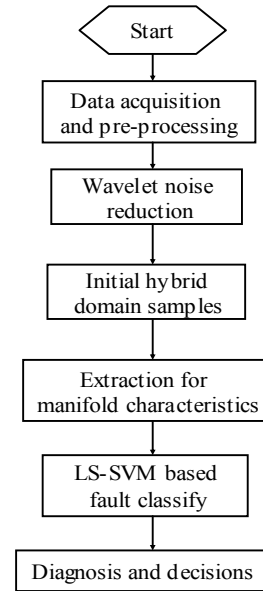 Start
Data acquisition
and pre-processing
Wavelet noise
reduction
Initial hybrid
domain samples
Extraction for
manifold characteristics
LS-SVM based
fault classify
Diagnosis and decisions